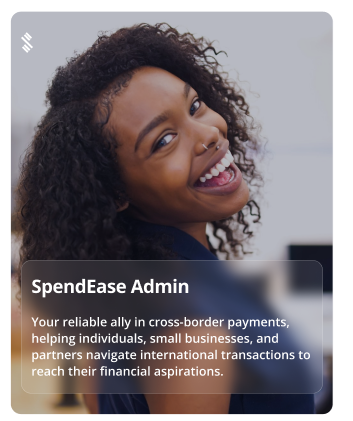 SpendEase Admin
Your reliable ally in cross-border payments,
helping individuals, small businesses, and
partners navigate international transactions to
reach their financial aspirations.